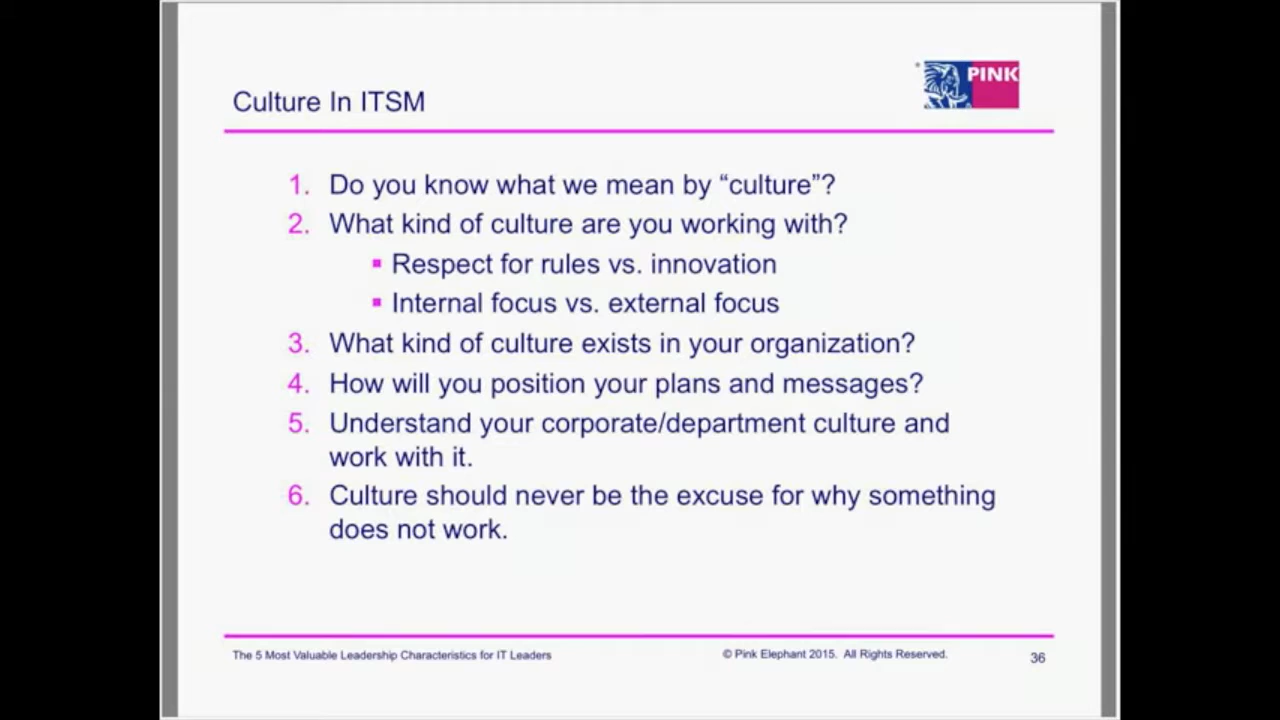 PINK
Culture In ITSM
1. Do you know what we mean by “culture”?
2. What kind of culture are you working with?
▪ Respect for rules vs. innovation
▪ Internal focus vs. external focus
3. What kind of culture exists in your organization?
4. How will you position your plans and messages?
5. Understand your corporate/department culture and
work with it.
6. Culture should never be the excuse for why something
does not work.
The 5 Most Valuable Leadership Characteristics for IT Leaders
© Pink Elephant 2015. All Rights Reserved.
36